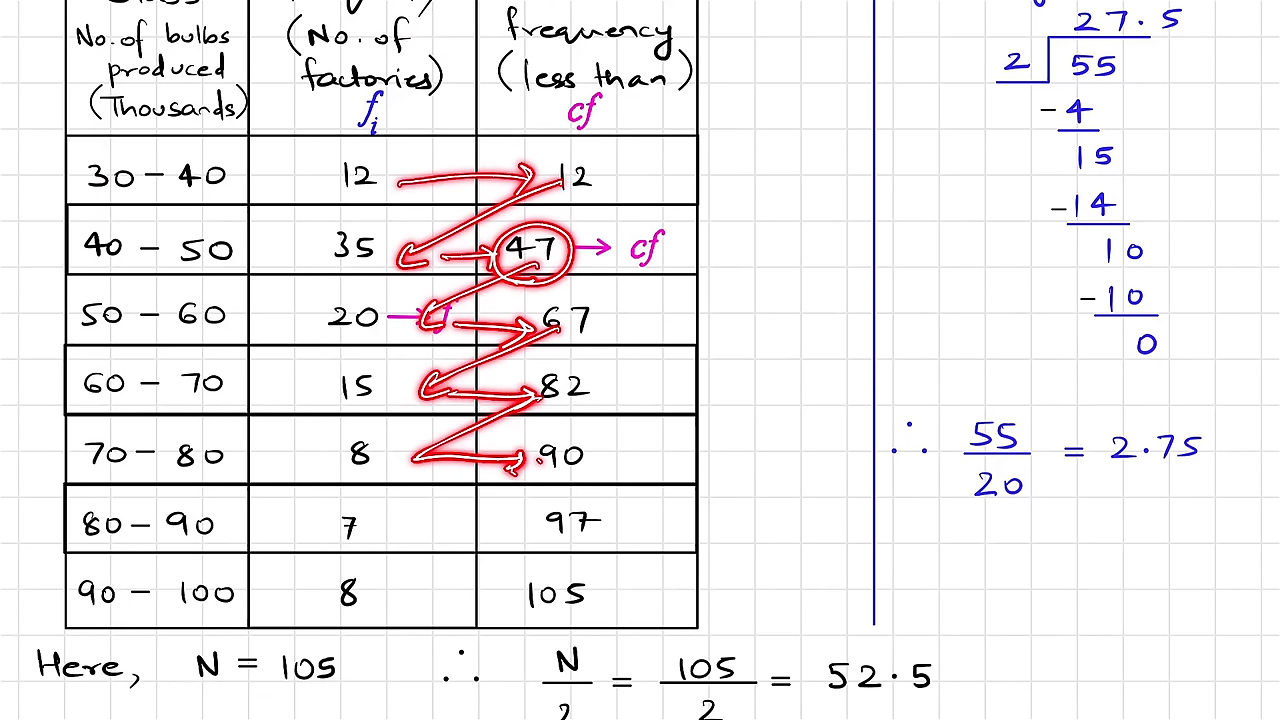 No. of bulbs
produced
(Thousands)
(No. of
factories)
fi
frequency
(less than)
cf
30 – 40 12 12
40 – 50 35 47 → cf
50 – 60 20 → 67
60 – 70 15 82
70 – 80 8 90
80 – 90 7 97
90 – 100 8 105
Here, N = 105 ∴ N/2 = 105/2 = 52.5
27.5
2 55
- 4
15
- 14
10
- 10
0
∴ 55/20 = 2.75